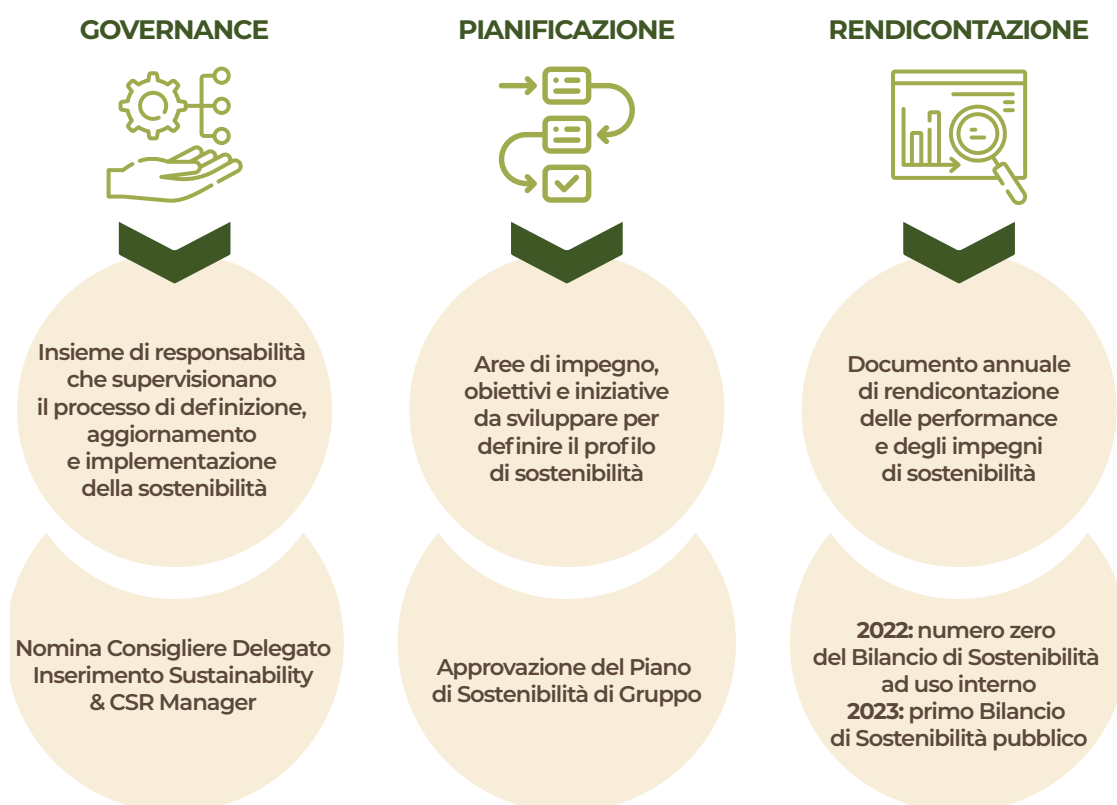 GOVERNANCE
Insieme di responsabilità
che supervisionano
il processo di definizione,
aggiornamento
e implementazione
della sostenibilità
Nomina Consigliere Delegato
Inserimento Sustainability
& CSR Manager
PIANIFICAZIONE
Aree di impegno,
obiettivi e iniziative
da sviluppare per
definire il profilo
di sostenibilità
Approvazione del Piano
di Sostenibilità di Gruppo
RENDICONTAZIONE
Documento annuale
di rendicontazione
delle performance
e degli impegni
di sostenibilità
2022: numero zero
del Bilancio di Sostenibilità
ad uso interno
2023: primo Bilancio
di Sostenibilità pubblico